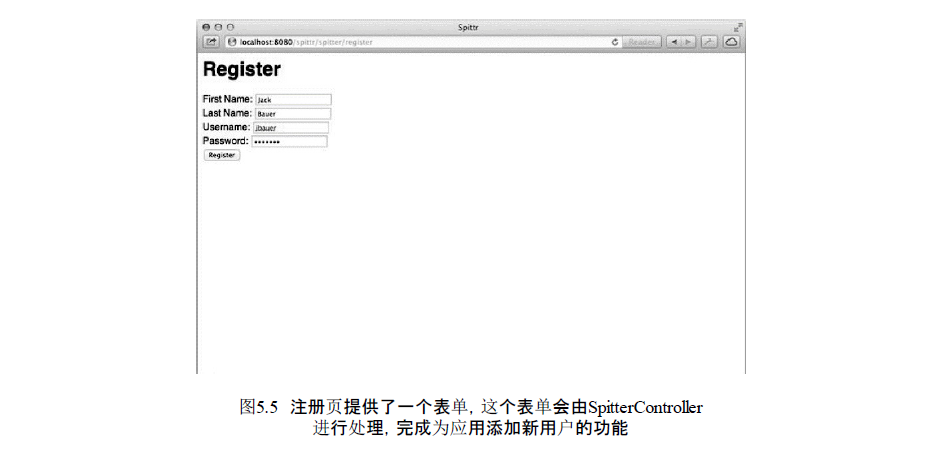 Spittr
localhost:8080/spittr/spitter/register
Reader
Register
First Name: Jack
Last Name: Bauer
Username: jbauer
Password: •••••••
Register
图5.5 注册页提供了一个表单, 这个表单会由SpitterController
进行处理, 完成为应用添加新用户的功能